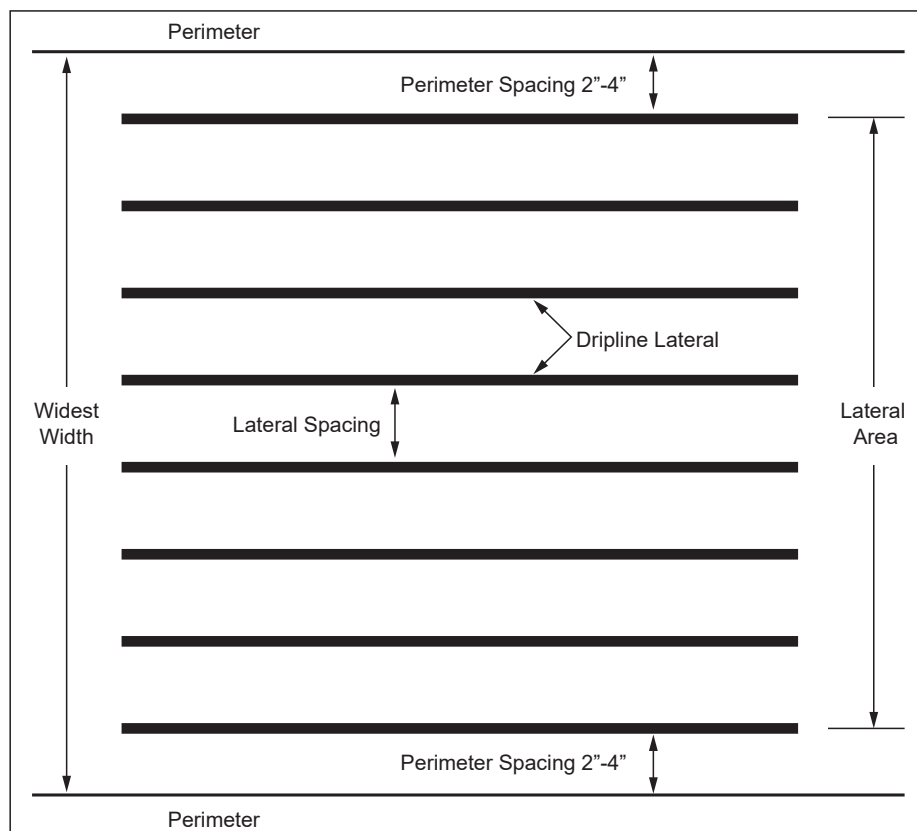 Perimeter
Perimeter Spacing 2”-4”
Dripline Lateral
Widest
Width
Lateral Spacing
Lateral
Area
Perimeter Spacing 2”-4”
Perimeter